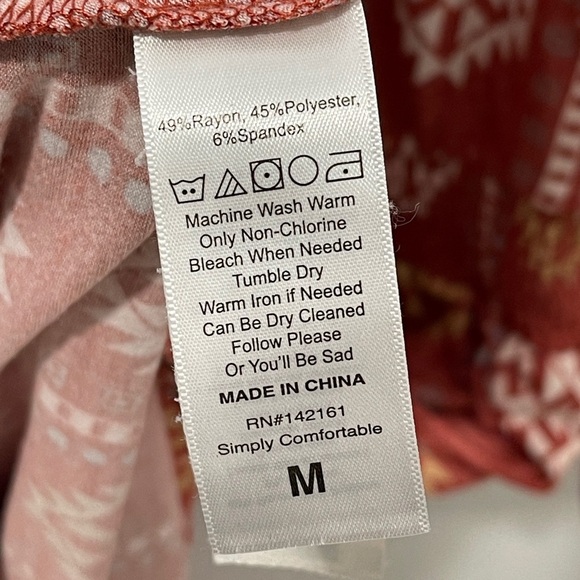 49%Rayon, 45%Polyester,
6%Spandex
Machine Wash Warm
Only Non-Chlorine
Bleach When Needed
Tumble Dry
Warm Iron if Needed
Can Be Dry Cleaned
Follow Please
Or You'll Be Sad
MADE IN CHINA
RN#142161
Simply Comfortable
M